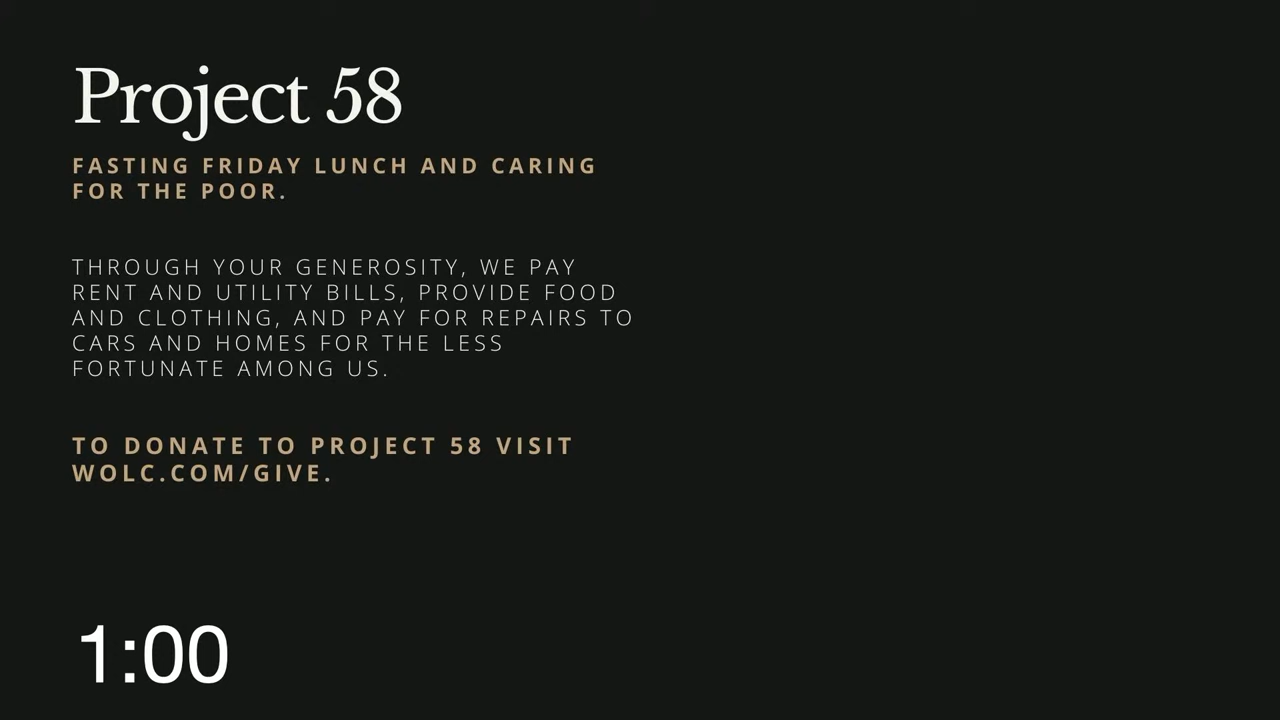 Project 58
FASTING FRIDAY LUNCH AND CARING
FOR THE POOR.
THROUGH YOUR GENEROSITY, WE PAY
RENT AND UTILITY BILLS, PROVIDE FOOD
AND CLOTHING, AND PAY FOR REPAIRS TO
CARS AND HOMES FOR THE LESS
FORTUNATE AMONG US.
TO DONATE TO PROJECT 58 VISIT
WOLC.COM/GIVE.
1:00